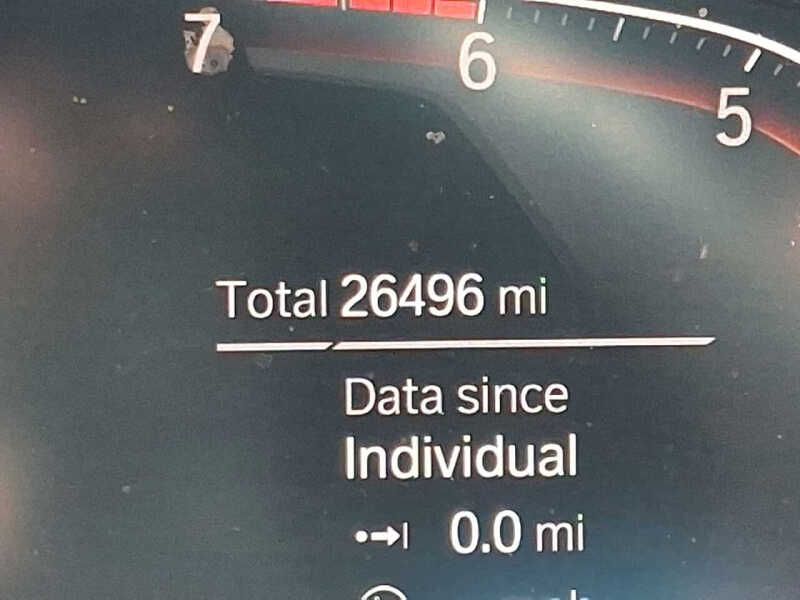 7 6 5
Total 26496 mi
Data since
Individual
0.0 mi